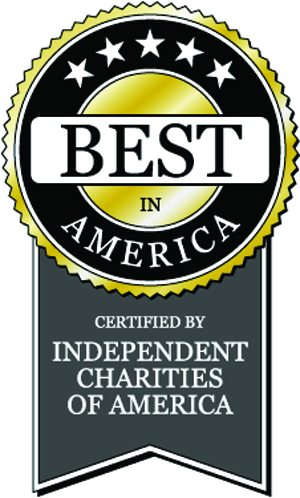 BEST
IN
AMERICA
CERTIFIED BY
INDEPENDENT
CHARITIES
OF AMERICA